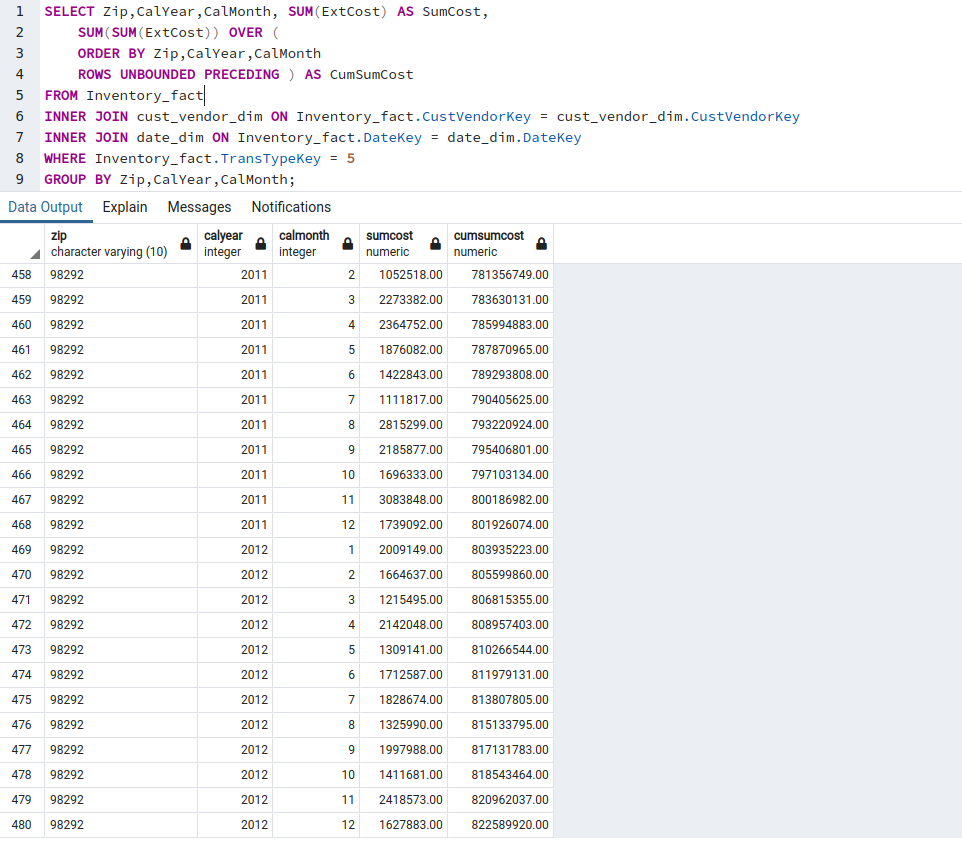 1 SELECT Zip,CalYear,CalMonth, SUM(ExtCost) AS SumCost,
2 SUM(SUM(ExtCost)) OVER (
3 ORDER BY Zip,CalYear,CalMonth
4 ROWS UNBOUNDED PRECEDING ) AS CumSumCost
5 FROM Inventory_fact
6 INNER JOIN cust_vendor_dim ON Inventory_fact.CustVendorKey = cust_vendor_dim.CustVendorKey
7 INNER JOIN date_dim ON Inventory_fact.DateKey = date_dim.DateKey
8 WHERE Inventory_fact.TransTypeKey = 5
9 GROUP BY Zip,CalYear,CalMonth;
Data Output Explain Messages Notifications
zip calyear calmonth sumcost cumsumcost
character varying (10) integer integer numeric numeric
458 98292 2011 2 1052518.00 781356749.00
459 98292 2011 3 2273382.00 783630131.00
460 98292 2011 4 2364752.00 785994883.00
461 98292 2011 5 1876082.00 787870965.00
462 98292 2011 6 1422843.00 789293808.00
463 98292 2011 7 1111817.00 790405625.00
464 98292 2011 8 2815299.00 793220924.00
465 98292 2011 9 2185877.00 795406801.00
466 98292 2011 10 1696333.00 797103134.00
467 98292 2011 11 3083848.00 800186982.00
468 98292 2011 12 1739092.00 801926074.00
469 98292 2012 1 2009149.00 803935223.00
470 98292 2012 2 1664637.00 805599860.00
471 98292 2012 3 1215495.00 806815355.00
472 98292 2012 4 2142048.00 808957403.00
473 98292 2012 5 1309141.00 810266544.00
474 98292 2012 6 1712587.00 811979131.00
475 98292 2012 7 1828674.00 813807805.00
476 98292 2012 8 1325990.00 815133795.00
477 98292 2012 9 1997988.00 817131783.00
478 98292 2012 10 1411681.00 818543464.00
479 98292 2012 11 2418573.00 820962037.00
480 98292 2012 12 1627883.00 822589920.00